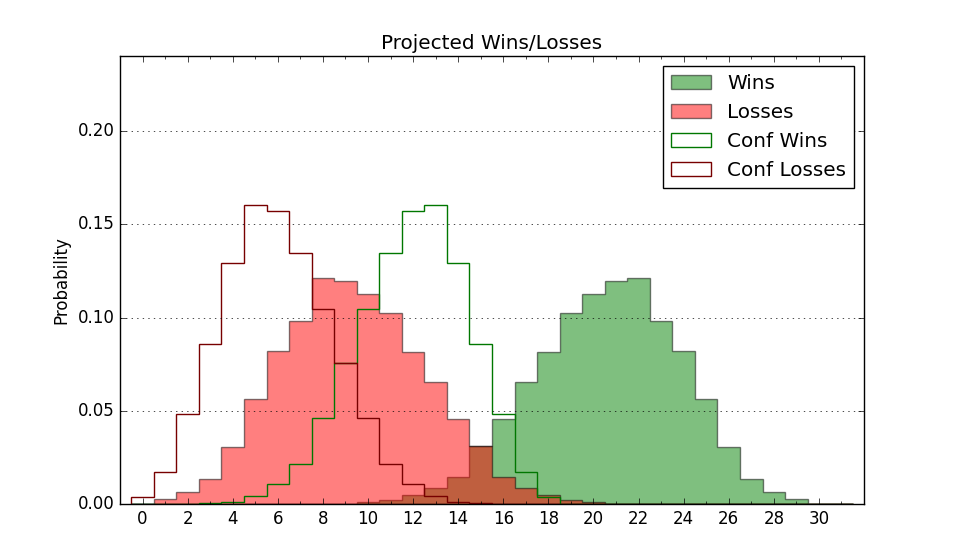 Projected Wins/Losses
Wins
Losses
Conf Wins
Conf Losses
Probability
0.20
0.15
0.10
0.05
0.00
0 2 4 6 8 10 12 14 16 18 20 22 24 26 28 30